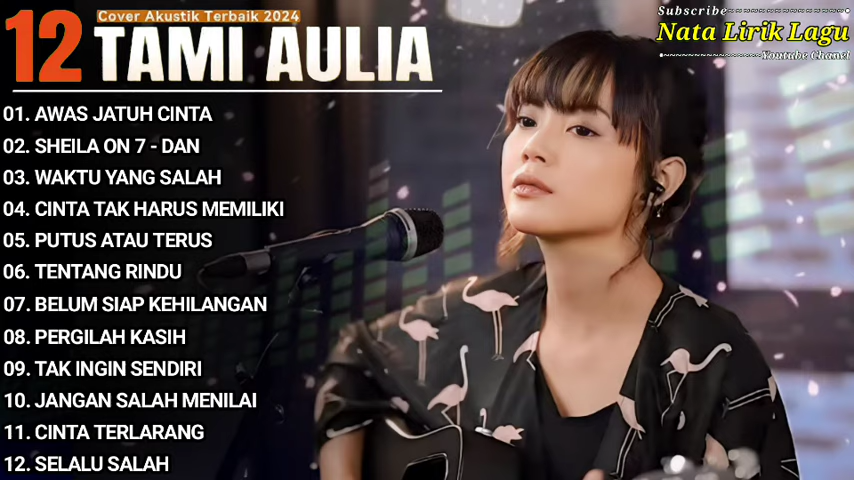 12 Cover Akustik Terbaik 2024
TAMI AULIA
Subscribe
Nata Lirik Lagu
Youtube Chanel
01. AWAS JATUH CINTA
02. SHEILA ON 7 - DAN
03. WAKTU YANG SALAH
04. CINTA TAK HARUS MEMILIKI
05. PUTUS ATAU TERUS
06. TENTANG RINDU
07. BELUM SIAP KEHILANGAN
08. PERGILAH KASIH
09. TAK INGIN SENDIRI
10. JANGAN SALAH MENILAI
11. CINTA TERLARANG
12. SELALU SALAH